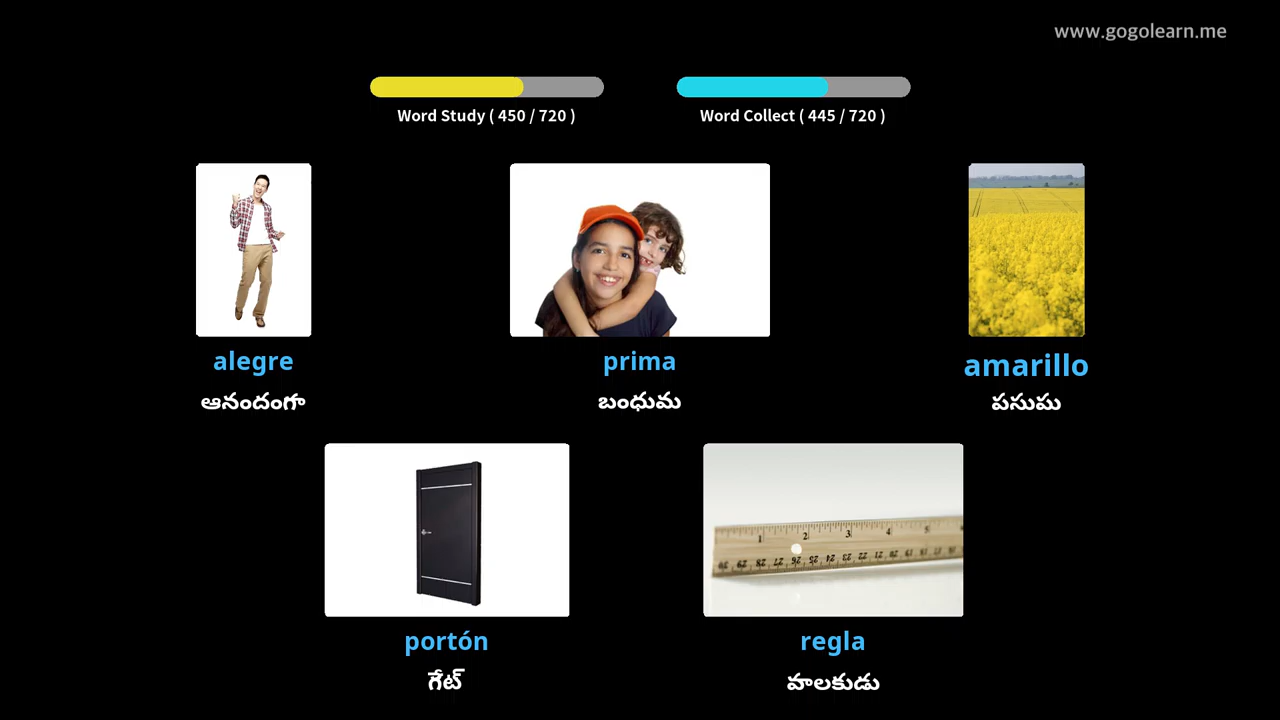 www.gogolearn.me
Word Study ( 450 / 720 )
Word Collect ( 445 / 720 )
alegre
ఆనందంగా
prima
బంధుమ
amarillo
పసుపు
portón
గేట్
regla
పాలకుడు